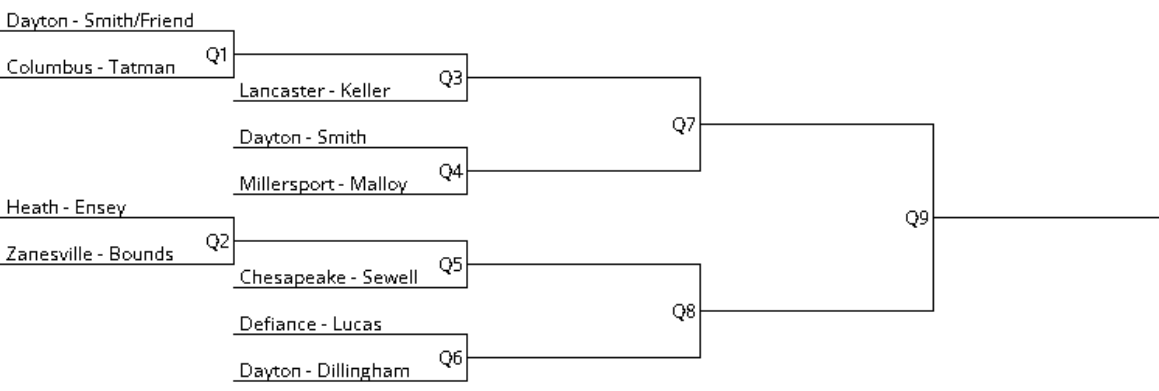 Dayton - Smith/Friend
Q1
Columbus - Tatman
Q3
Lancaster - Keller
Q7
Dayton - Smith
Q4
Millersport - Malloy
Heath - Ensey
Q9
Q2
Zanesville - Bounds
Q5
Chesapeake - Sewell
Q8
Defiance - Lucas
Q6
Dayton - Dillingham